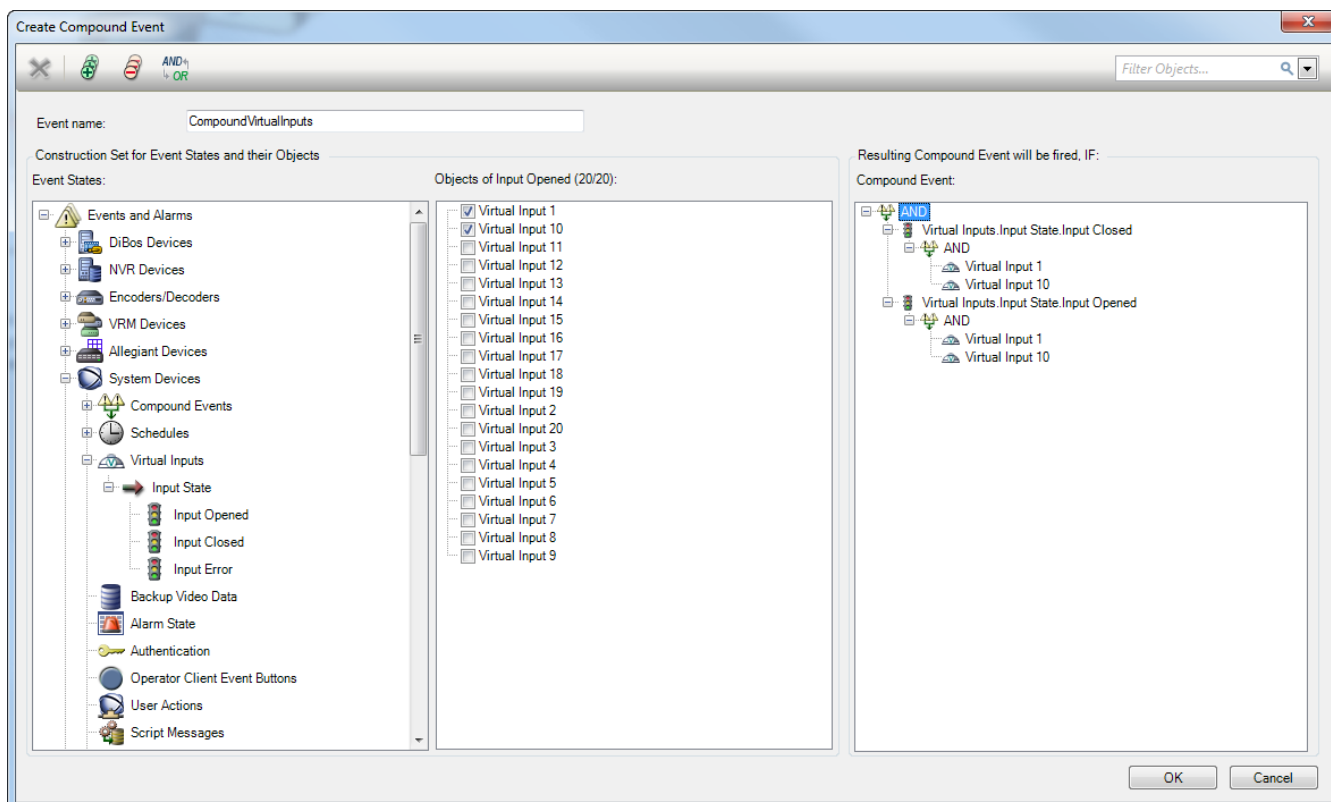 Create Compound Event
AND
OR
Filter Objects...
Event name:
CompoundVirtualInputs
Construction Set for Event States and their Objects
Event States:
Events and Alarms
DiBos Devices
NVR Devices
Encoders/Decoders
VRM Devices
Allegiant Devices
System Devices
Compound Events
Schedules
Virtual Inputs
Input State
Input Opened
Input Closed
Input Error
Backup Video Data
Alarm State
Authentication
Operator Client Event Buttons
User Actions
Script Messages
Objects of Input Opened (20/20):
Virtual Input 1
Virtual Input 10
Virtual Input 11
Virtual Input 12
Virtual Input 13
Virtual Input 14
Virtual Input 15
Virtual Input 16
Virtual Input 17
Virtual Input 18
Virtual Input 19
Virtual Input 2
Virtual Input 20
Virtual Input 3
Virtual Input 4
Virtual Input 5
Virtual Input 6
Virtual Input 7
Virtual Input 8
Virtual Input 9
Resulting Compound Event will be fired, IF:
Compound Event:
AND
Virtual Inputs.Input State.Input Closed
AND
Virtual Input 1
Virtual Input 10
Virtual Inputs.Input State.Input Opened
AND
Virtual Input 1
Virtual Input 10
OK
Cancel